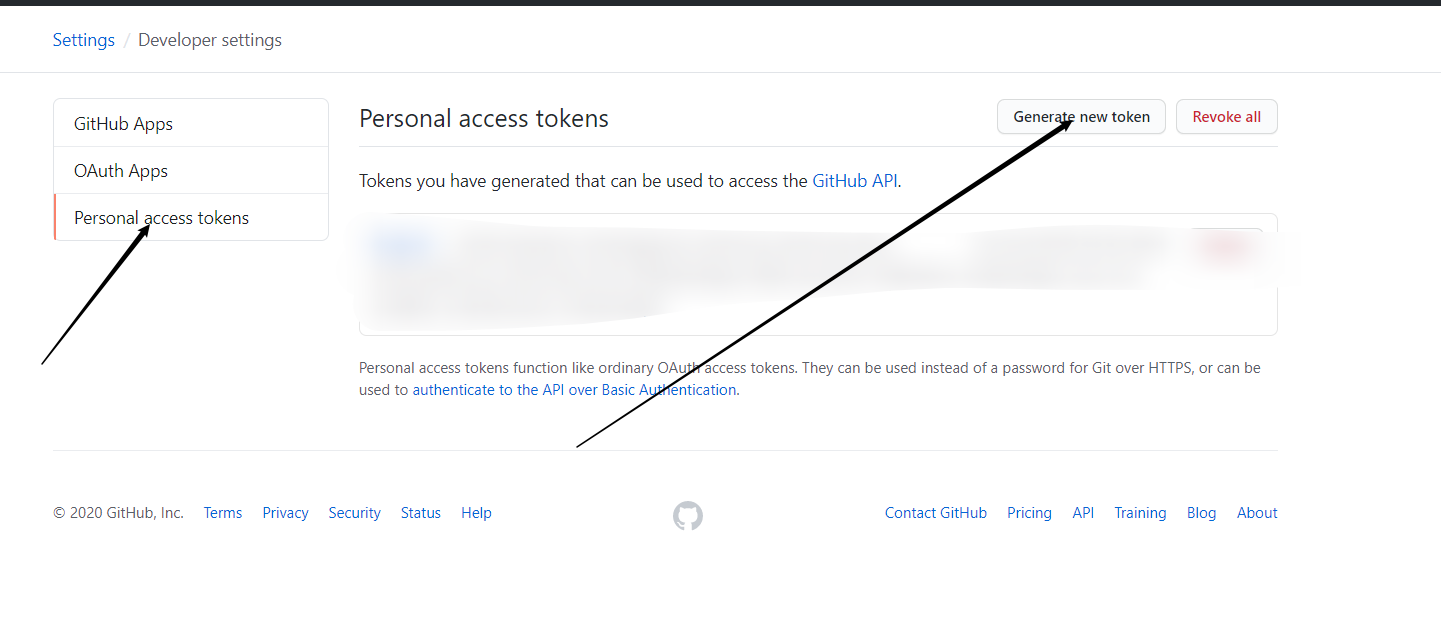 Settings / Developer settings
GitHub Apps
OAuth Apps
Personal access tokens
Personal access tokens
Generate new token
Revoke all
Tokens you have generated that can be used to access the GitHub API.
Personal access tokens function like ordinary OAuth access tokens. They can be used instead of a password for Git over HTTPS, or can be
used to authenticate to the API over Basic Authentication.
© 2020 GitHub, Inc. Terms Privacy Security Status Help
Contact GitHub Pricing API Training Blog About